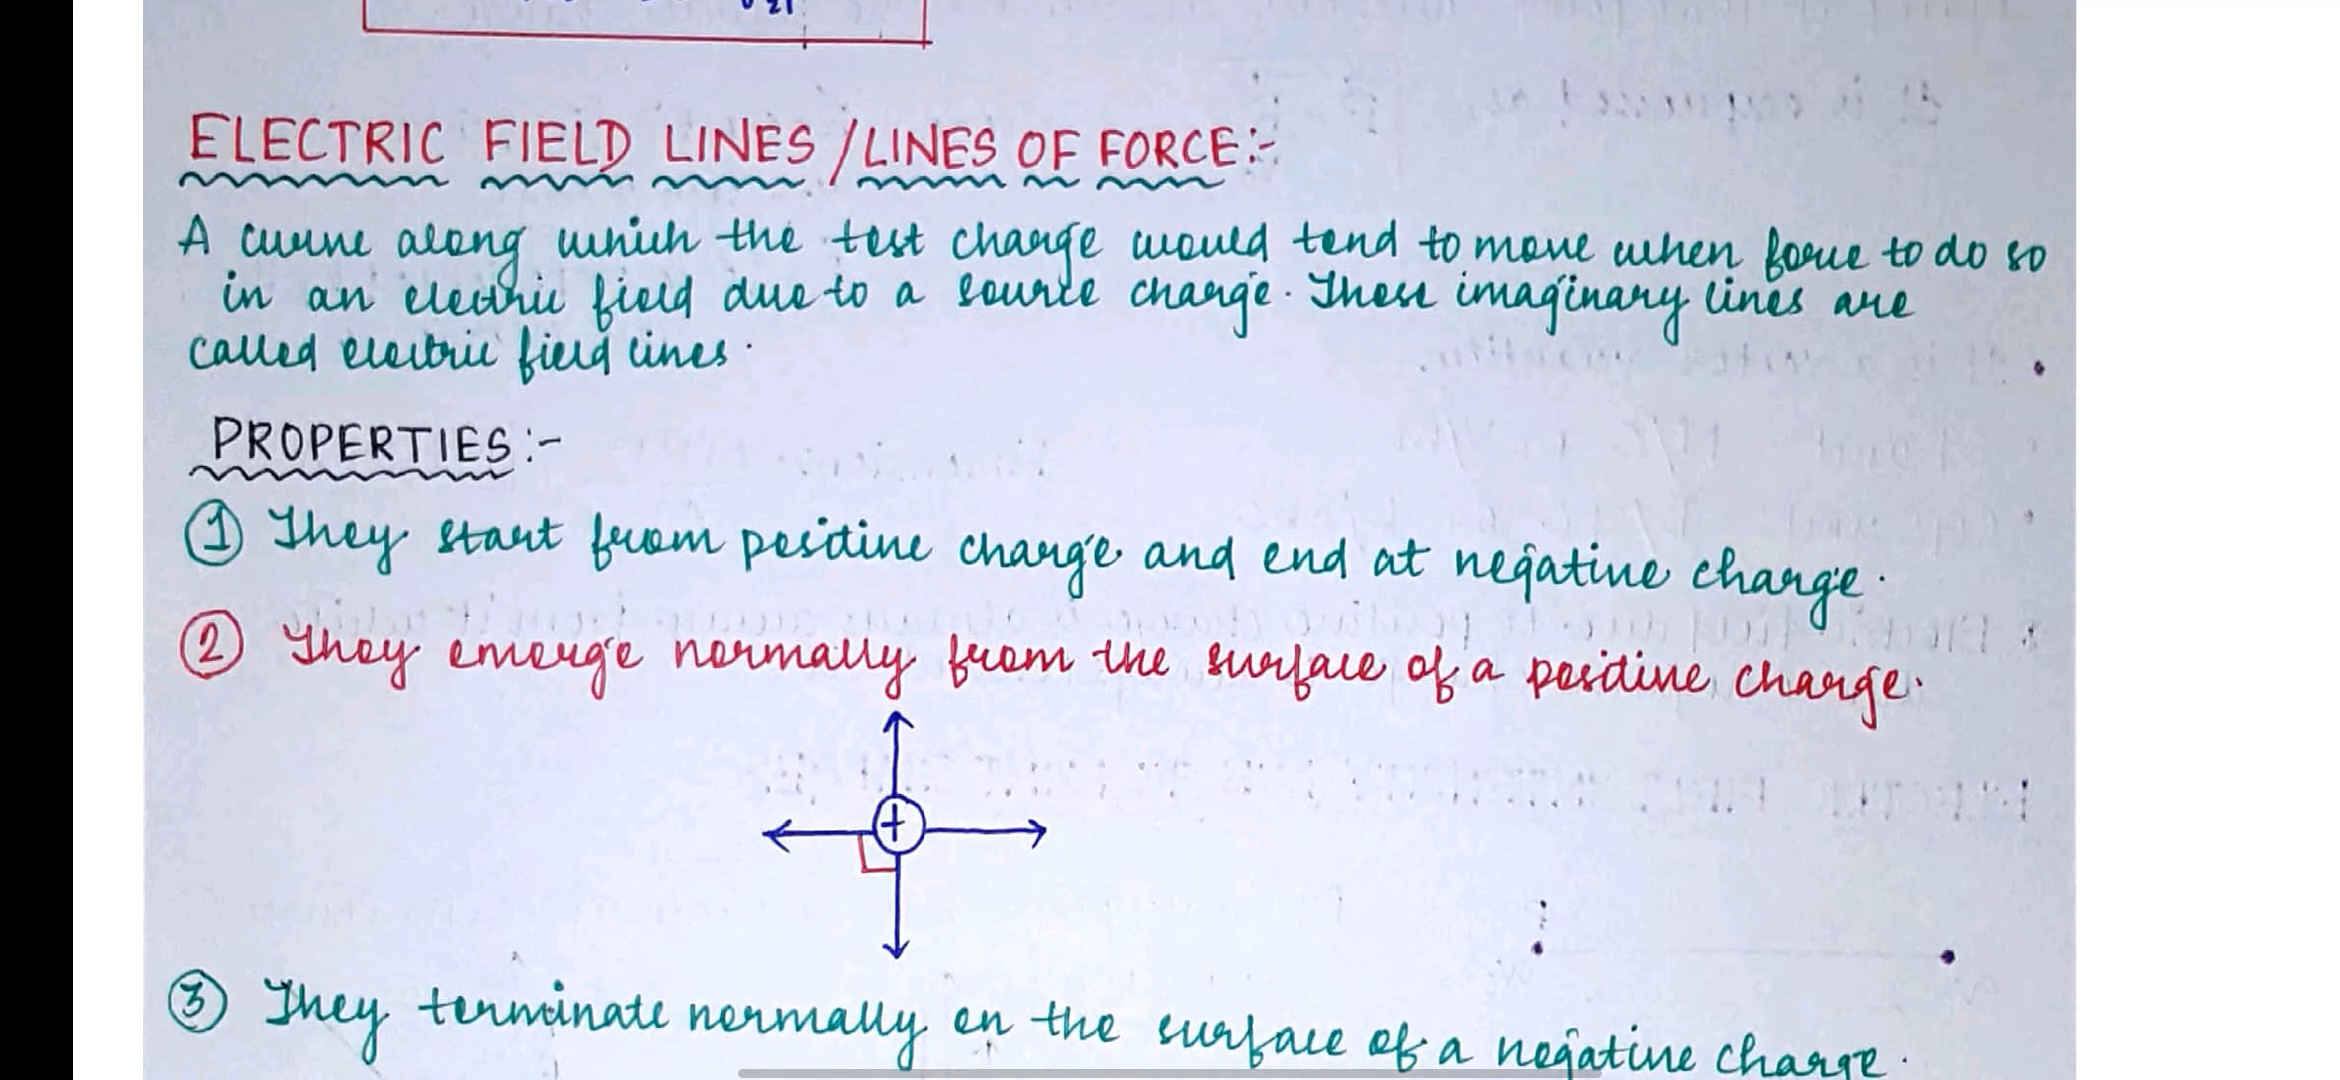 ELECTRIC FIELD LINES / LINES OF FORCE:-
A curve along which the test charge would tend to move when force to do so
in an electric field due to a source charge. These imaginary lines are
called electric field lines.
PROPERTIES:-
1 They start from positive charge and end at negative charge.
2 They emerge normally from the surface of a positive charge.
+
3 They terminate normally on the surface of a negative charge.